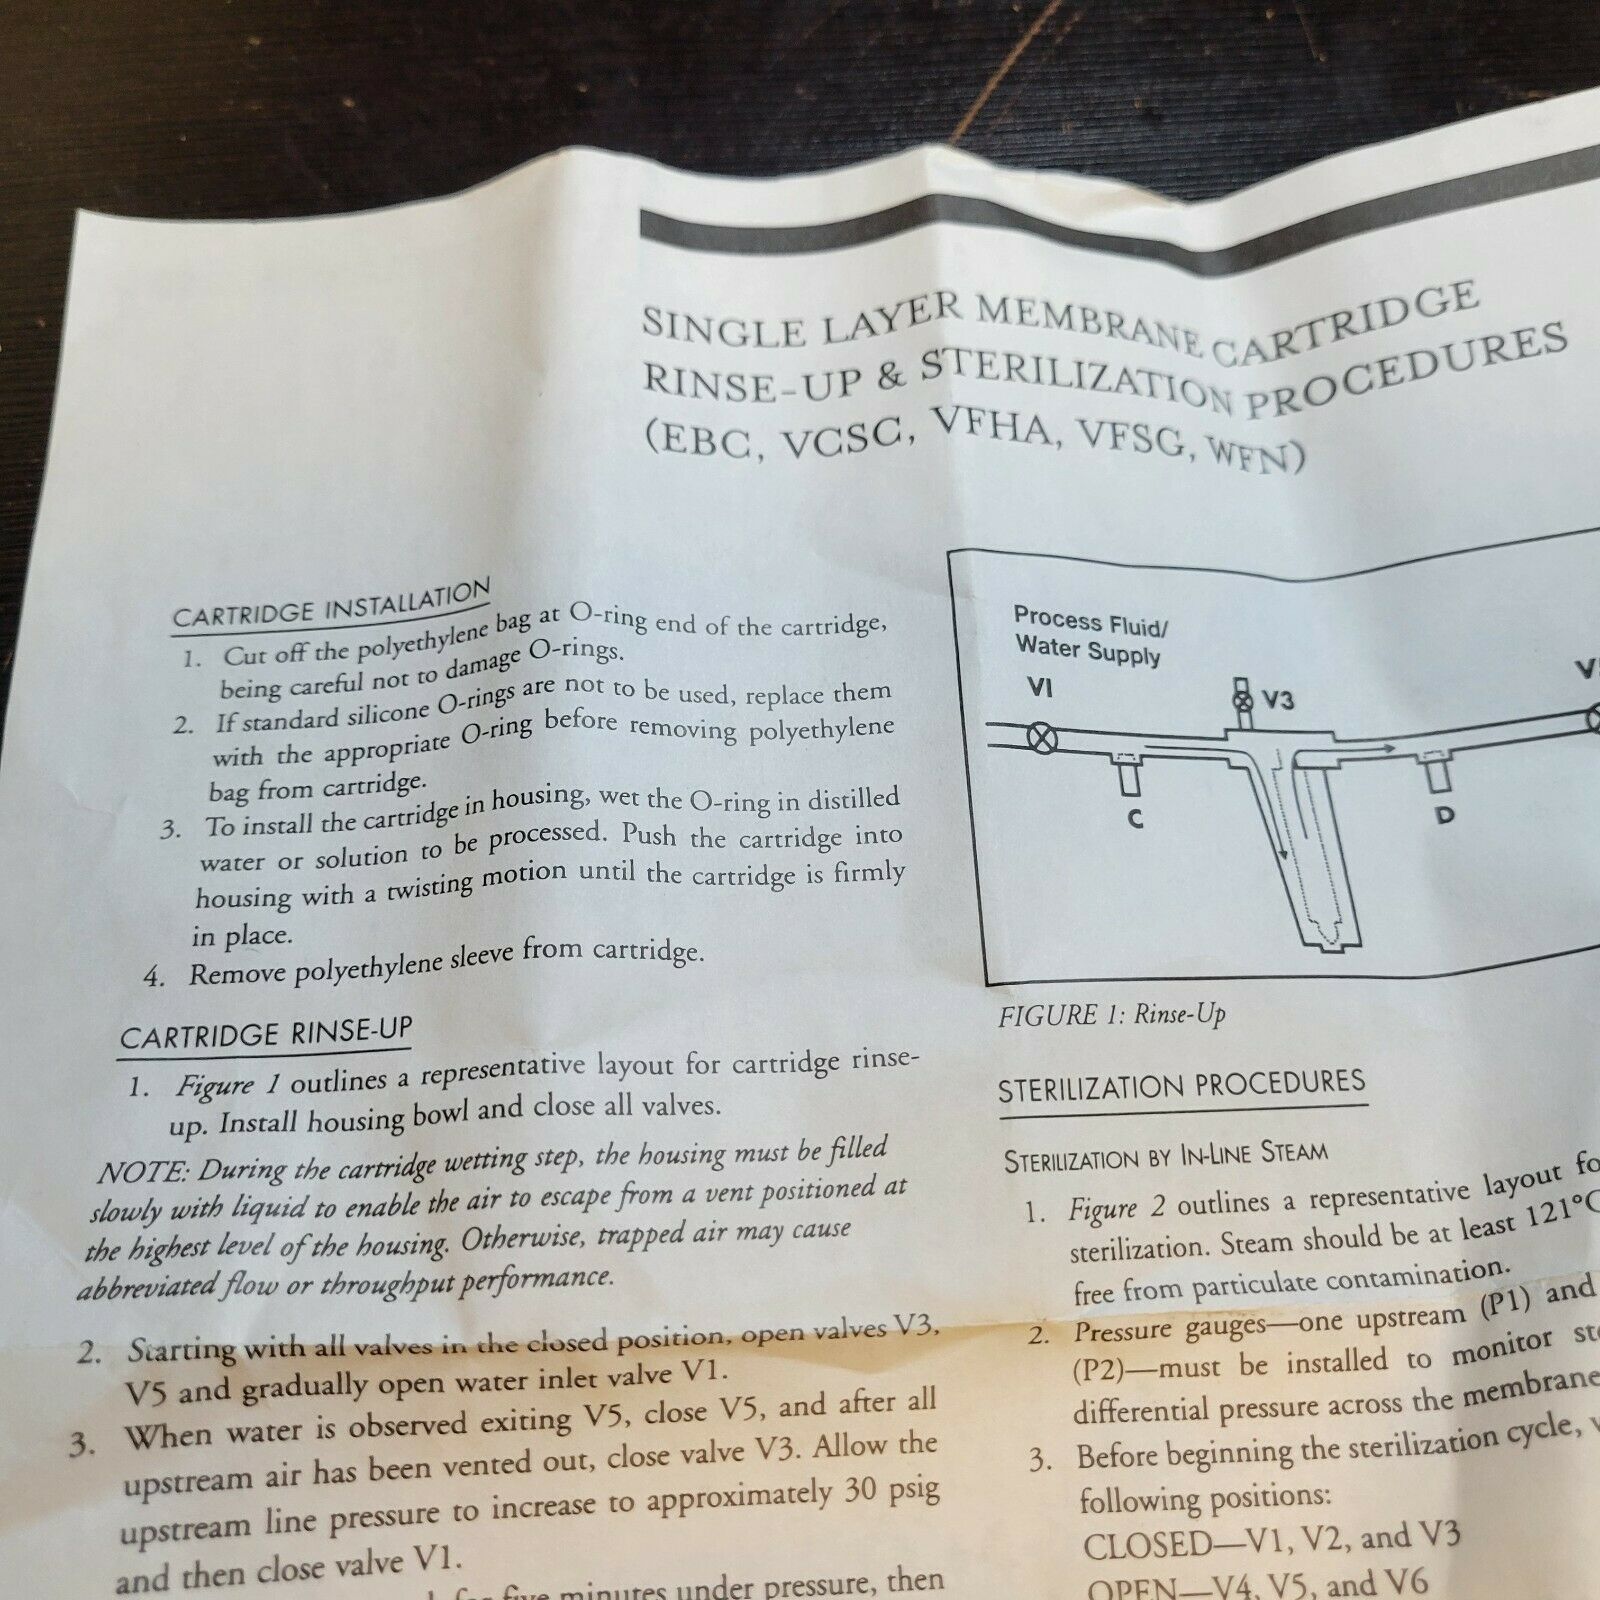 SINGLE LAYER MEMBRANE CARTRIDGE
RINSE-UP & STERILIZATION PROCEDURES
(EBC, VCSC, VFHA, VFSG, WFN)
CARTRIDGE INSTALLATION
1. Cut off the polyethylene bag at O-ring end of the cartridge,
being careful not to damage O-rings.
2. If standard silicone O-rings are not to be used, replace them
with the appropriate O-ring before removing polyethylene
bag from cartridge.
3. To install the cartridge in housing, wet the O-ring in distilled
water or solution to be processed. Push the cartridge into
housing with a twisting motion until the cartridge is firmly
in place.
4. Remove polyethylene sleeve from cartridge.
CARTRIDGE RINSE-UP
1. Figure 1 outlines a representative layout for cartridge rinse-
up. Install housing bowl and close all valves.
NOTE: During the cartridge wetting step, the housing must be filled
slowly with liquid to enable the air to escape from a vent positioned at
the highest level of the housing. Otherwise, trapped air may cause
abbreviated flow or throughput performance.
2. Starting with all valves in the closed position, open valves V3,
V5 and gradually open water inlet valve V1.
3. When water is observed exiting V5, close V5, and after all
upstream air has been vented out, close valve V3. Allow the
upstream line pressure to increase to approximately 30 psig
and then close valve V1.
for five minutes under pressure, then
Process Fluid/
Water Supply
V1
V3
C
D
FIGURE 1: Rinse-Up
STERILIZATION PROCEDURES
STERILIZATION BY IN-LINE STEAM
1. Figure 2 outlines a representative layout
sterilization. Steam should be at least 121°C
free from particulate contamination.
2. Pressure gauges—one upstream (P1) and
(P2)—must be installed to monitor
differential pressure across the membrane
3. Before beginning the sterilization cycle,
following positions:
CLOSED—V1, V2, and V3
OPEN—V4, V5, and V6